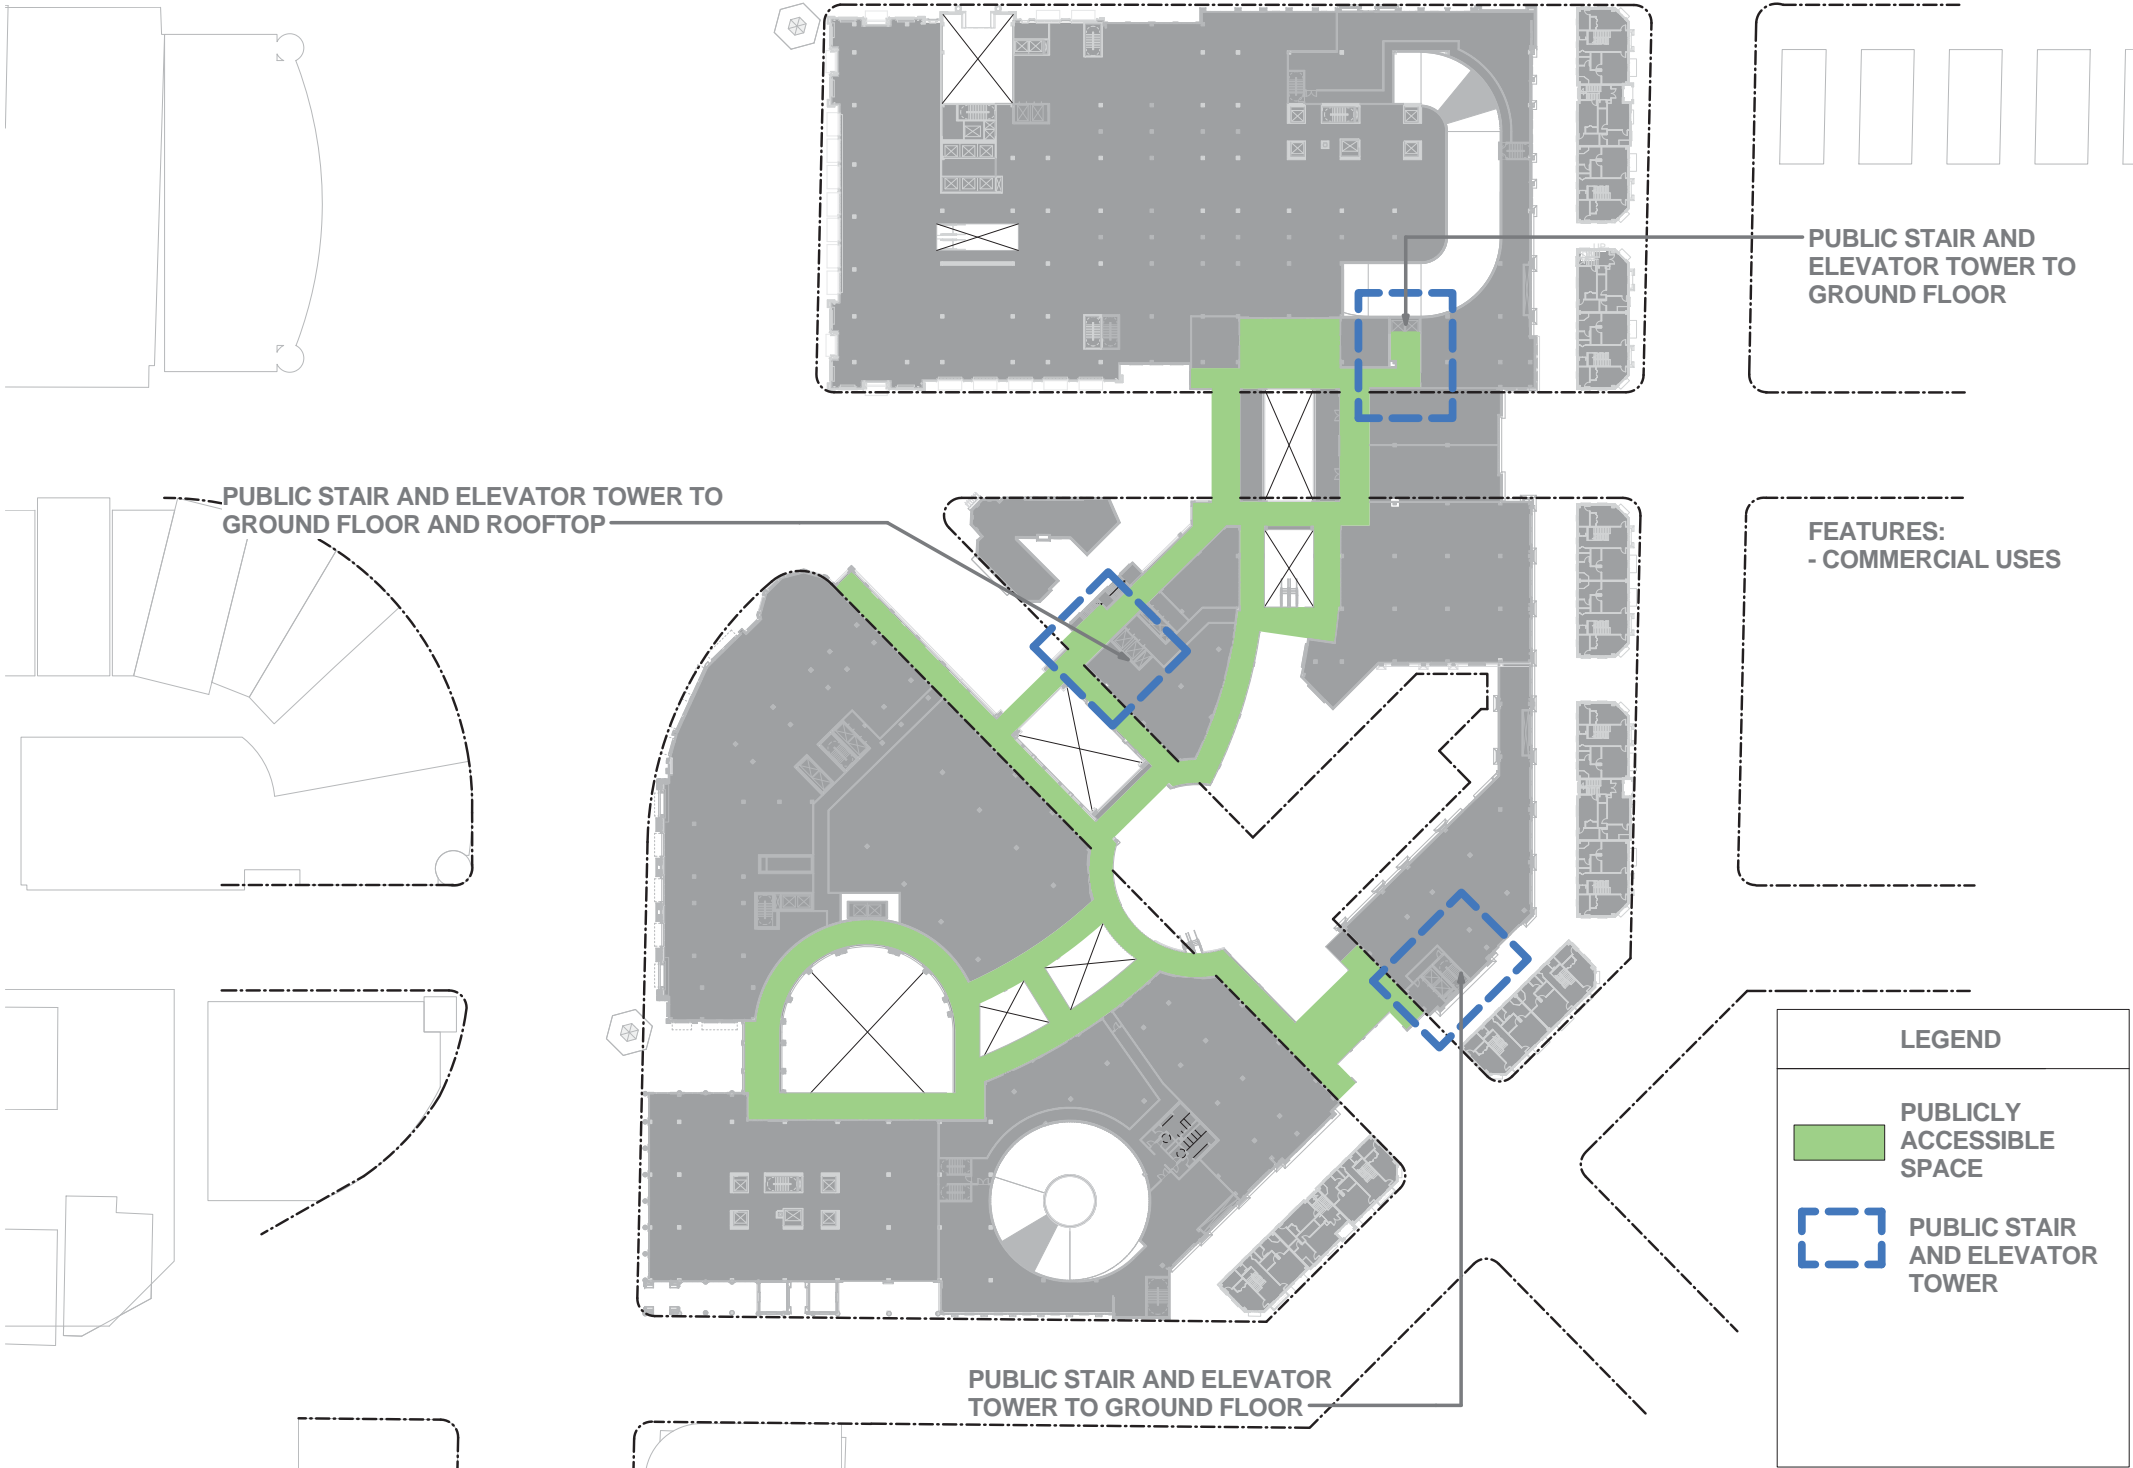 PUBLIC STAIR AND
ELEVATOR TOWER TO
GROUND FLOOR
PUBLIC STAIR AND ELEVATOR TOWER TO
GROUND FLOOR AND ROOFTOP
FEATURES:
- COMMERCIAL USES
LEGEND
PUBLICLY
ACCESSIBLE
SPACE
PUBLIC STAIR
AND ELEVATOR
TOWER
PUBLIC STAIR AND ELEVATOR
TOWER TO GROUND FLOOR